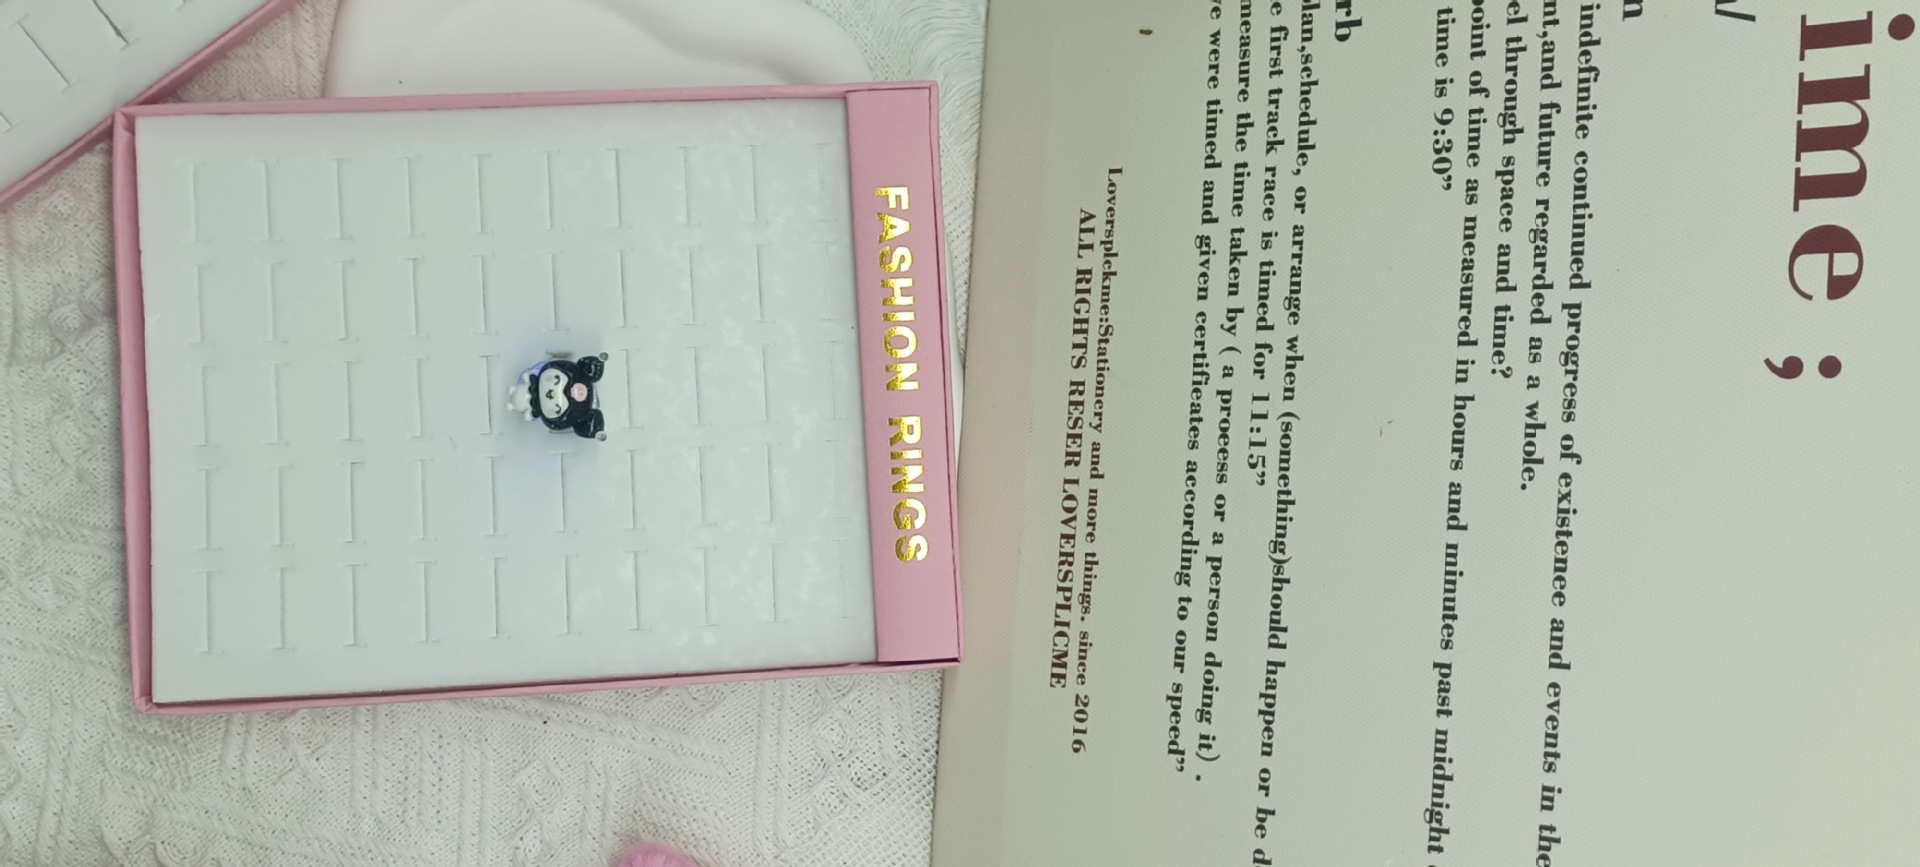 FASHION RINGS
ime ;
n
/
indefinite continued progress of existenee and events in the
nt,and future regarded as a whole.
el through space and time?
point of time as measured in hours and minutes past midnight
time is 9:30”
rb
lan,schedule, or arrange when (something)should happen or be d
e first track race is timed for 11:15”
measure the time taken by ( a proeess or a person doing it) .
ve were timed and given certifieates according to our speed”
Loversplckme:Stationery and more things. since 2016
ALL RIGHTS RESER LOVERSPLICME